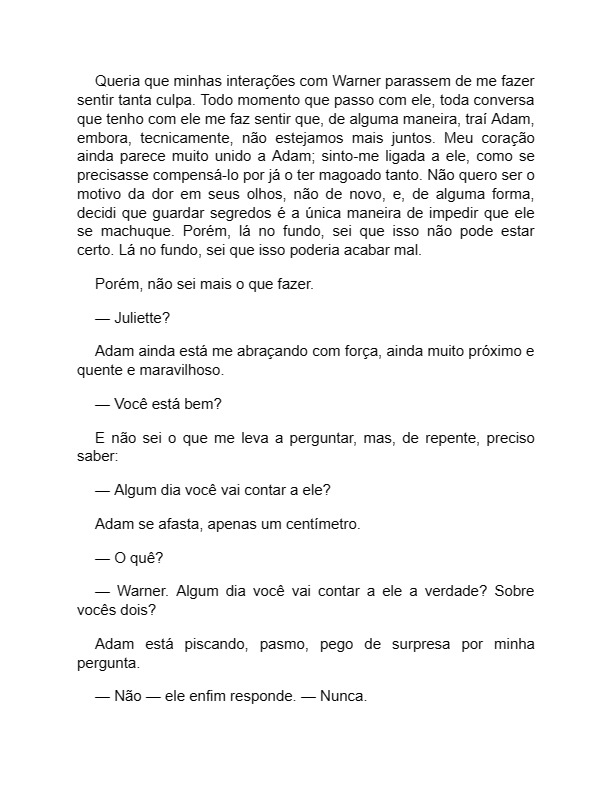 Queria que minhas interações com Warner parassem de me fazer
sentir tanta culpa. Todo momento que passo com ele, toda conversa
que tenho com ele me faz sentir que, de alguma maneira, traí Adam,
embora, tecnicamente, não estejamos mais juntos. Meu coração
ainda parece muito unido a Adam; sinto-me ligada a ele, como se
precisasse compensá-lo por já o ter magoado tanto. Não quero ser o
motivo da dor em seus olhos, não de novo, e, de alguma forma,
decidi que guardar segredos é a única maneira de impedir que ele
se machuque. Porém, lá no fundo, sei que isso não pode estar
certo. Lá no fundo, sei que isso poderia acabar mal.
Porém, não sei mais o que fazer.
— Juliette?
Adam ainda está me abraçando com força, ainda muito próximo e
quente e maravilhoso.
— Você está bem?
E não sei o que me leva a perguntar, mas, de repente, preciso
saber:
— Algum dia você vai contar a ele?
Adam se afasta, apenas um centímetro.
— O quê?
— Warner. Algum dia você vai contar a ele a verdade? Sobre
vocês dois?
Adam está piscando, pasmo, pego de surpresa por minha
pergunta.
— Não — ele enfim responde. — Nunca.